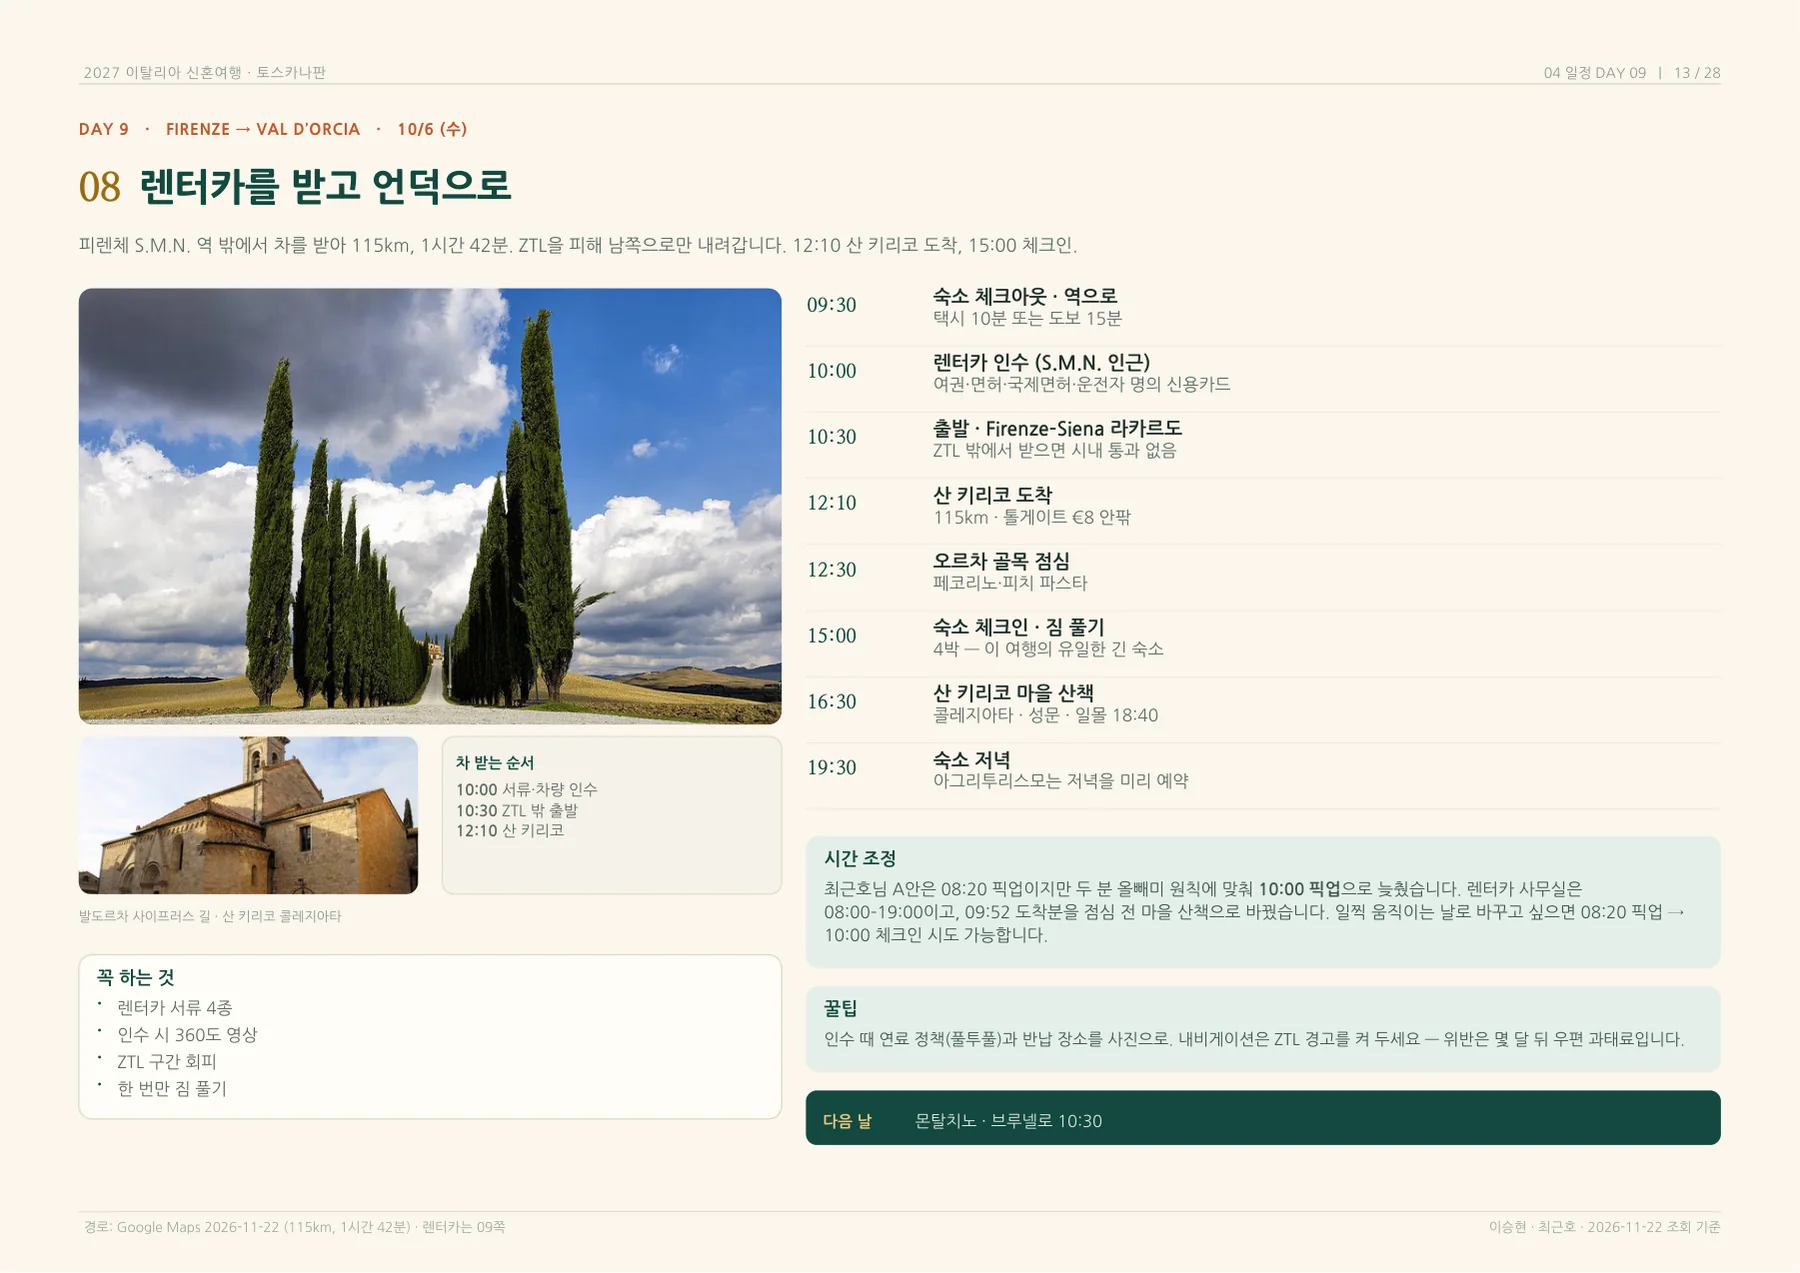 2027 이탈리아 신혼여행 · 토스카나판
04 일정 DAY 09 | 13 / 28
DAY 9 · FIRENZE → VAL D'ORCIA · 10/6 (수)
08 렌터카를 받고 언덕으로
피렌체 S.M.N. 역 밖에서 차를 받아 115km, 1시간 42분. ZTL을 피해 남쪽으로만 내려갑니다. 12:10 산 키리코 도착, 15:00 체크인.
차 받는 순서
10:00 서류·차량 인수
10:30 ZTL 밖 출발
12:10 산 키리코
발도르차 사이프러스 길 · 산 키리코 콜레지아타
꼭 하는 것
· 렌터카 서류 4종
· 인수 시 360도 영상
· ZTL 구간 회피
· 한 번만 짐 풀기
09:30 숙소 체크아웃 · 역으로
택시 10분 또는 도보 15분
10:00 렌터카 인수 (S.M.N. 인근)
여권·면허·국제면허·운전자 명의 신용카드
10:30 출발 · Firenze-Siena 라카르도
ZTL 밖에서 받으면 시내 통과 없음
12:10 산 키리코 도착
115km · 톨게이트 €8 안팎
12:30 오르차 골목 점심
페코리노·피치 파스타
15:00 숙소 체크인 · 짐 풀기
4박 — 이 여행의 유일한 긴 숙소
16:30 산 키리코 마을 산책
콜레지아타 · 성문 · 일몰 18:40
19:30 숙소 저녁
아그리투리스모는 저녁을 미리 예약
시간 조정
최근호님 A안은 08:20 픽업이지만 두 분 올빼미 원칙에 맞춰 10:00 픽업으로 늦췄습니다. 렌터카 사무실은
08:00-19:00이고, 09:52 도착분을 점심 전 마을 산책으로 바꿨습니다. 일찍 움직이는 날로 바꾸고 싶으면 08:20 픽업 →
10:00 체크인 시도 가능합니다.
꿀팁
인수 때 연료 정책(풀투풀)과 반납 장소를 사진으로. 내비게이션은 ZTL 경고를 켜 두세요 — 위반은 몇 달 뒤 우편 과태료입니다.
다음 날 몬탈치노 · 브루넬로 10:30
경로: Google Maps 2026-11-22 (115km, 1시간 42분) · 렌터카는 09쪽
이승현 · 최근호 · 2026-11-22 조회 기준